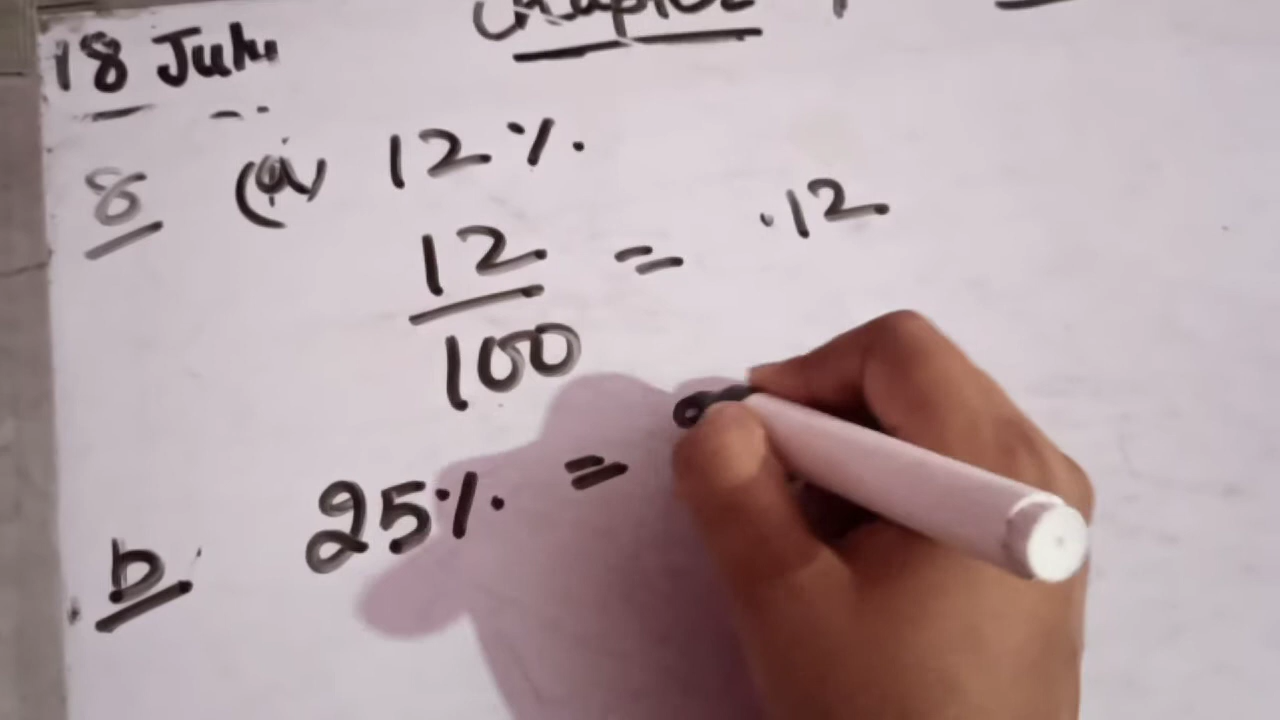 18 July
8 (a) 12%
12
100
= .12
b 25% =